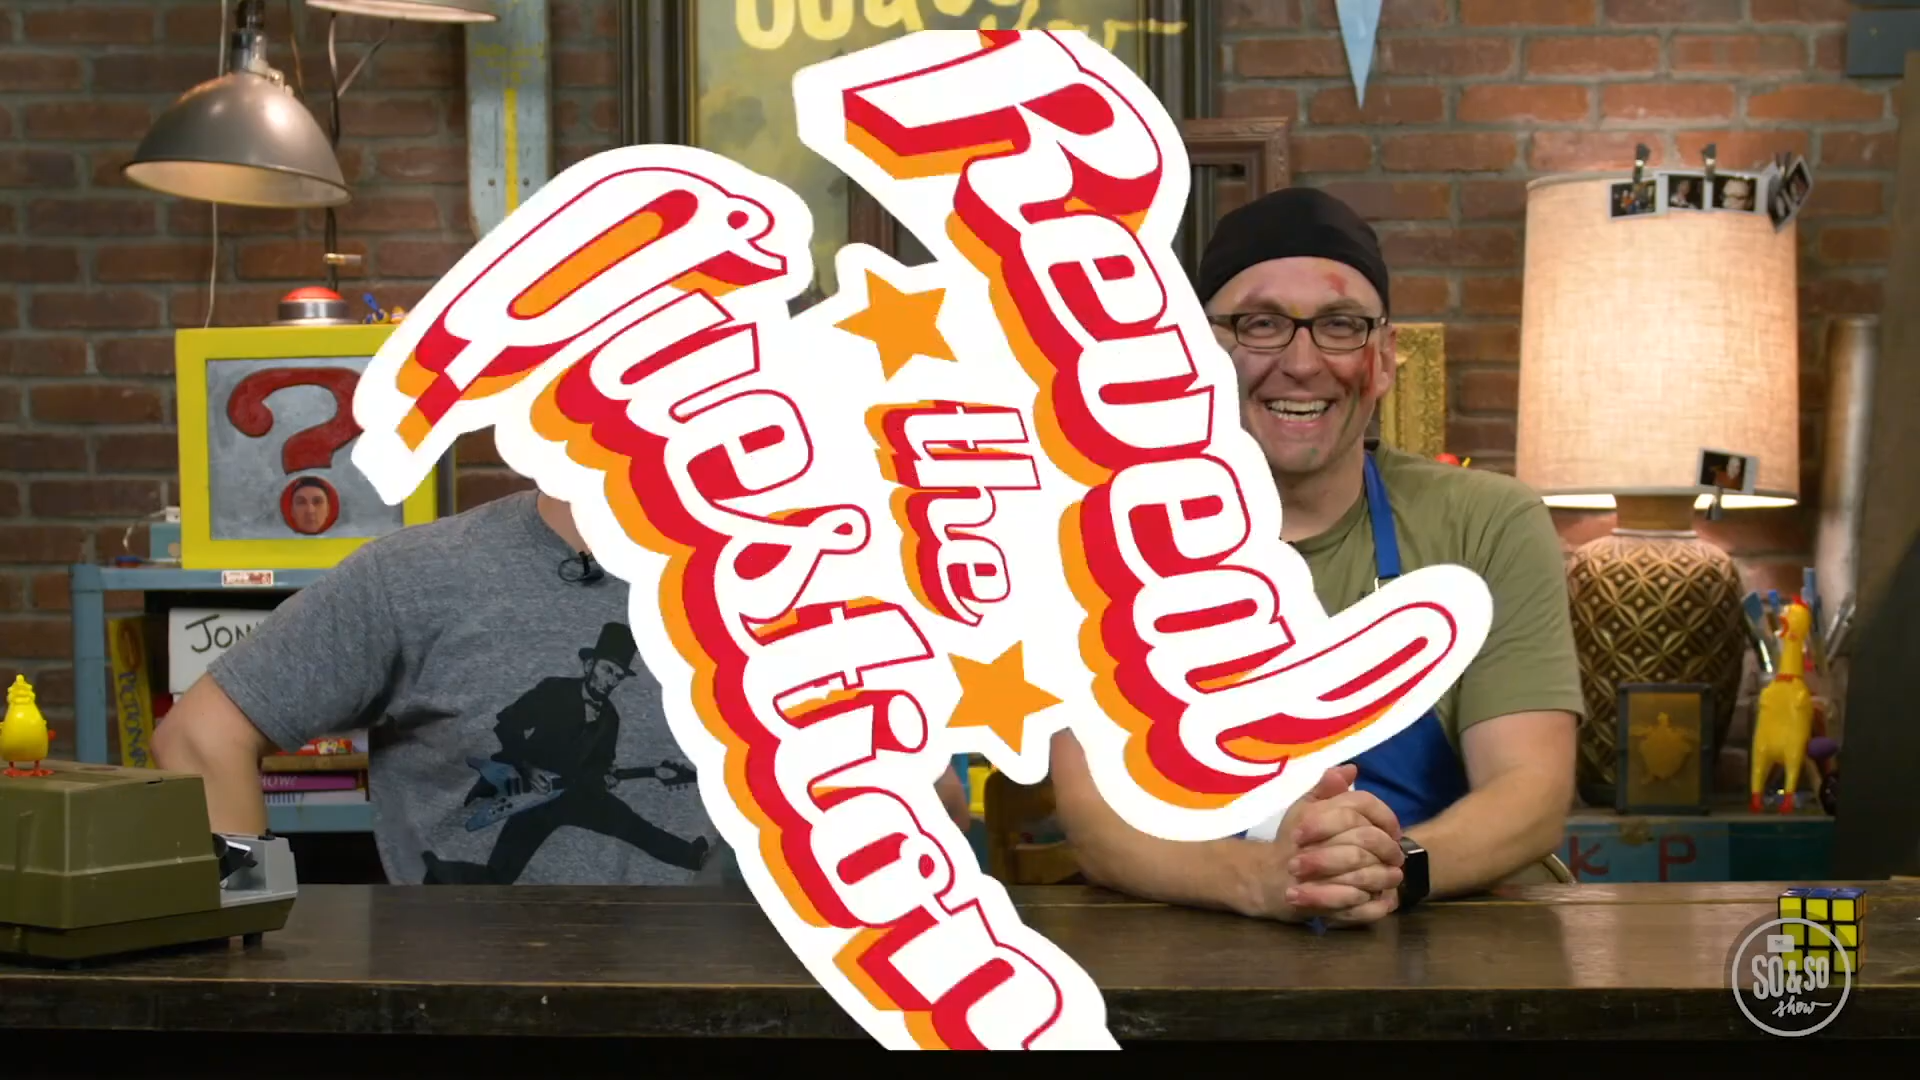 Reveal
the
Question
JON
K P
SO & SO
show